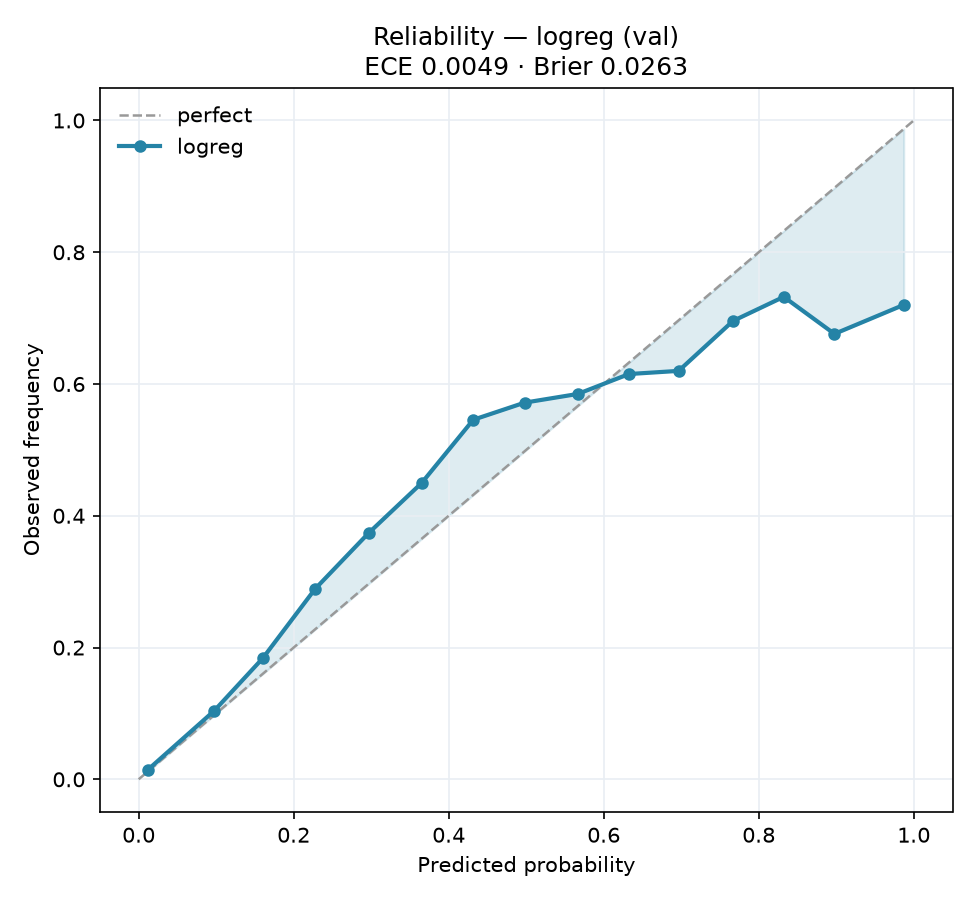 Reliability — logreg (val)
ECE 0.0049 · Brier 0.0263
perfect
logreg
1.0
0.8
0.6
0.4
0.2
0.0
Observed frequency
0.0 0.2 0.4 0.6 0.8 1.0
Predicted probability